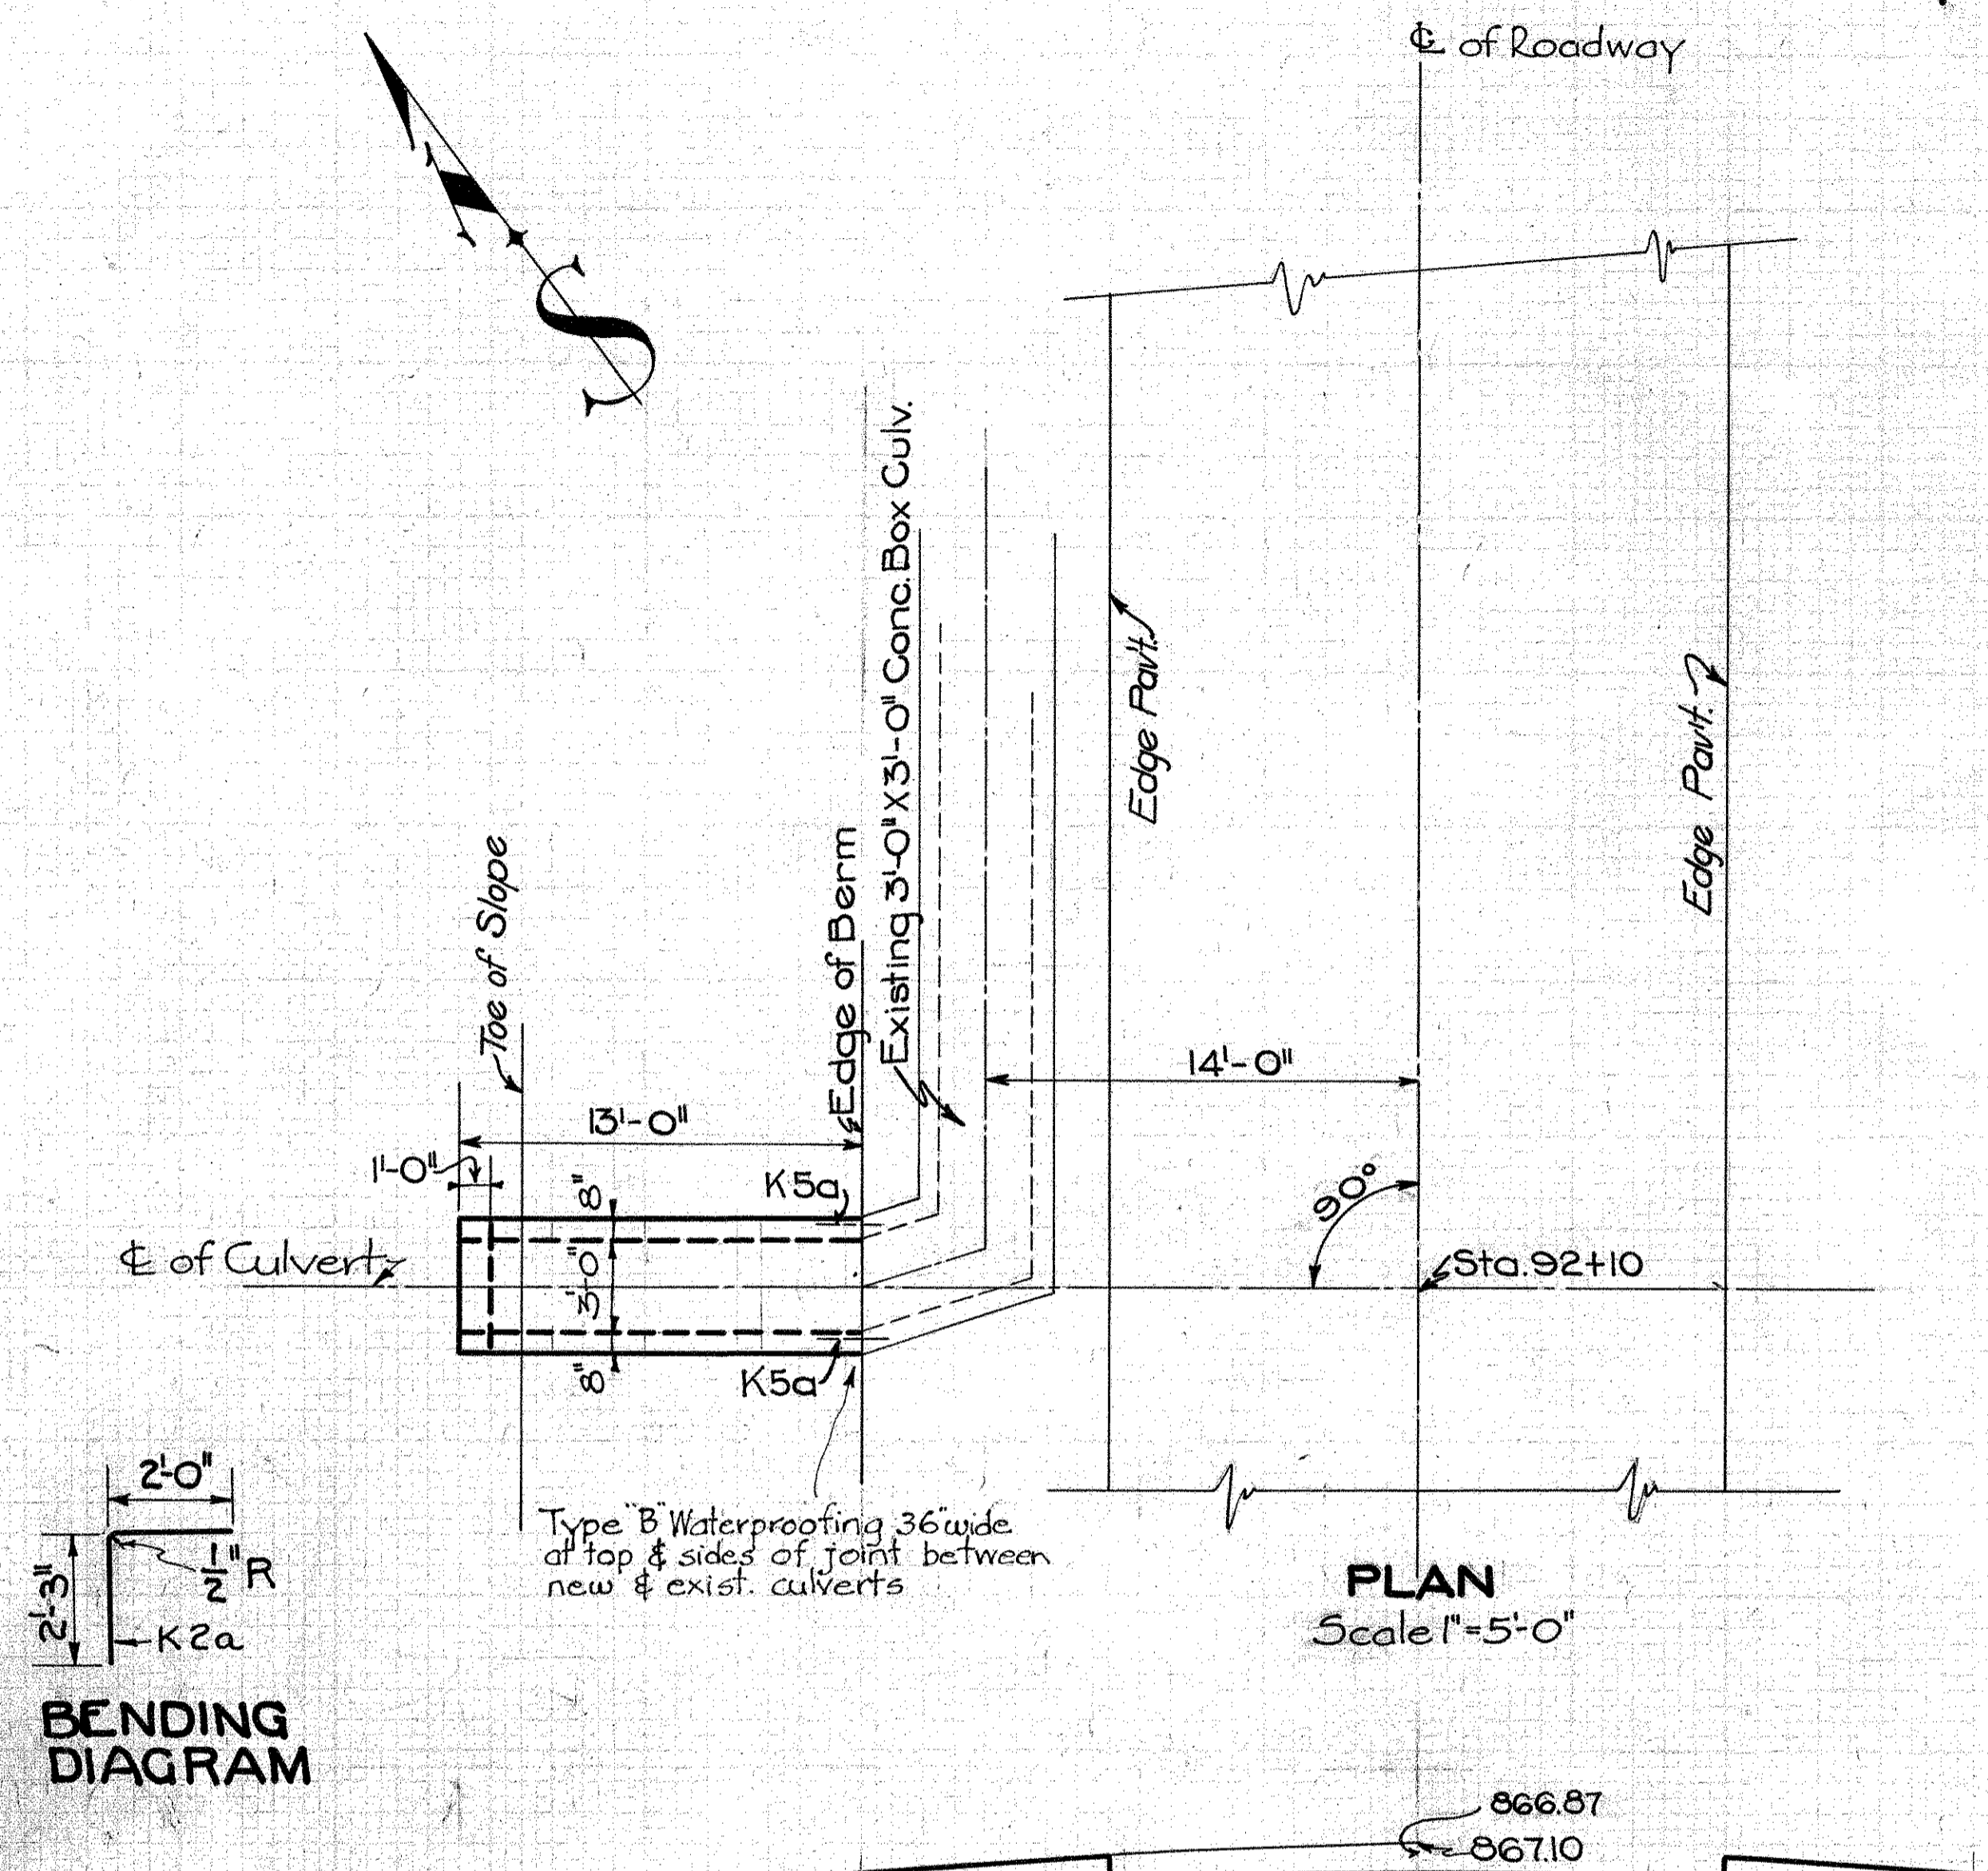 ℄ of Roadway
S
Existing 3'-0" X 3'-0" Conc. Box Culv.
Edge Pav't.
Edge Pav't.
Toe of Slope
Edge of Berm
14'-0"
13'-0"
1'-0"
8"
K5a
90°
℄ of Culvert
3'-0"
Sta. 92+10
8"
K5a
2'-0"
1/2" R
2'-3"
K2a
Type "B" Waterproofing 36" wide
at top & sides of joint between
new & exist. culverts
PLAN
Scale 1"=5'-0"
BENDING
DIAGRAM
866.87
867.10